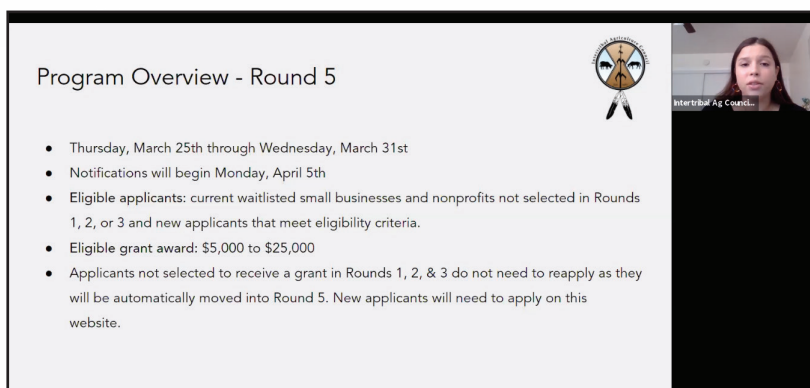 Program Overview - Round 5
Intertribal Agriculture Council
Intertribal Ag Counci...
● Thursday, March 25th through Wednesday, March 31st
● Notifications will begin Monday, April 5th
● Eligible applicants: current waitlisted small businesses and nonprofits not selected in Rounds
1, 2, or 3 and new applicants that meet eligibility criteria.
● Eligible grant award: $5,000 to $25,000
● Applicants not selected to receive a grant in Rounds 1, 2, & 3 do not need to reapply as they
will be automatically moved into Round 5. New applicants will need to apply on this
website.